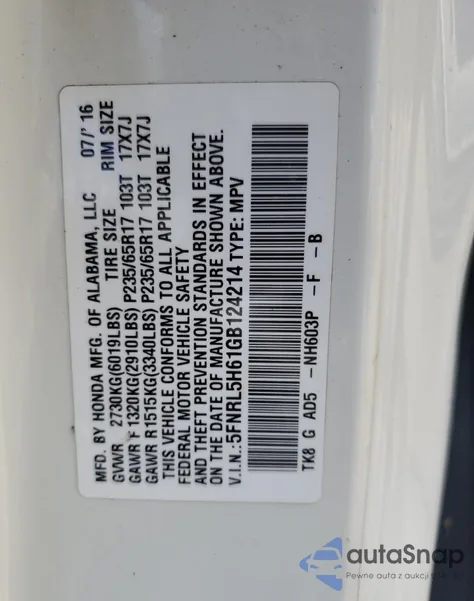 MFD. BY HONDA MFG. OF ALABAMA, LLC 07/'16
GVWR 2730KG(6019LBS) TIRE SIZE RIM SIZE
GAWR F 1320KG(2910LBS) P235/65R17 103T 17X7J
GAWR R1515KG(3340LBS) P235/65R17 103T 17X7J
THIS VEHICLE CONFORMS TO ALL APPLICABLE
FEDERAL MOTOR VEHICLE SAFETY
AND THEFT PREVENTION STANDARDS IN EFFECT
ON THE DATE OF MANUFACTURE SHOWN ABOVE.
V.I.N.:5FNRL5H61GB124214 TYPE: MPV
TK8 G AD5 -NH603P -F -B
autoSnap
Pewne auta z aukcji